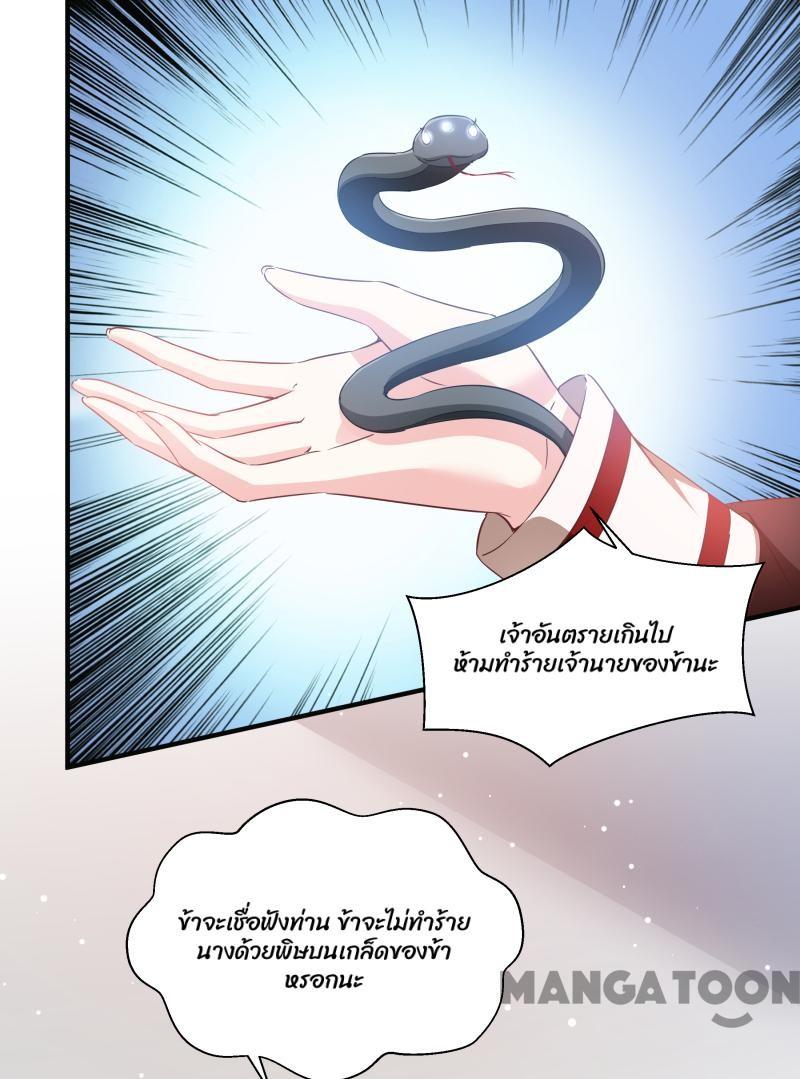 เจ้าอันตรายเกินไป
ห้ามทำร้ายเจ้านายของข้านะ
ข้าจะเชื่อฟังท่าน ข้าจะไม่ทำร้าย
นางด้วยพิษบนเกล็ดของข้า
หรอกนะ
MANGATOON